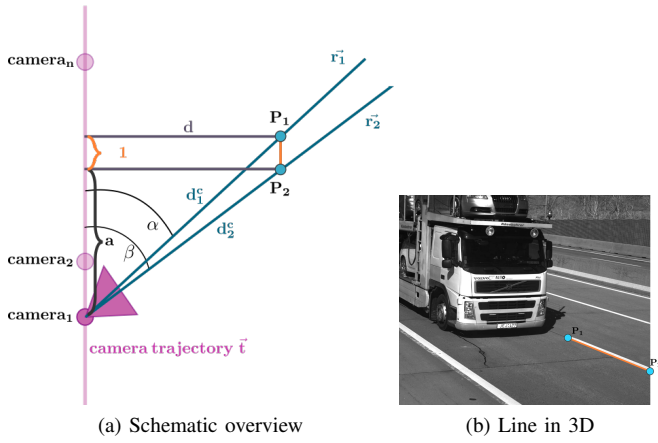 camera_n
r⃗_1
d
P_1
l
r⃗_2
P_2
d_1^c
α
a
d_2^c
β
camera_2
camera_1
camera trajectory t⃗
P_1
P
(a) Schematic overview
(b) Line in 3D